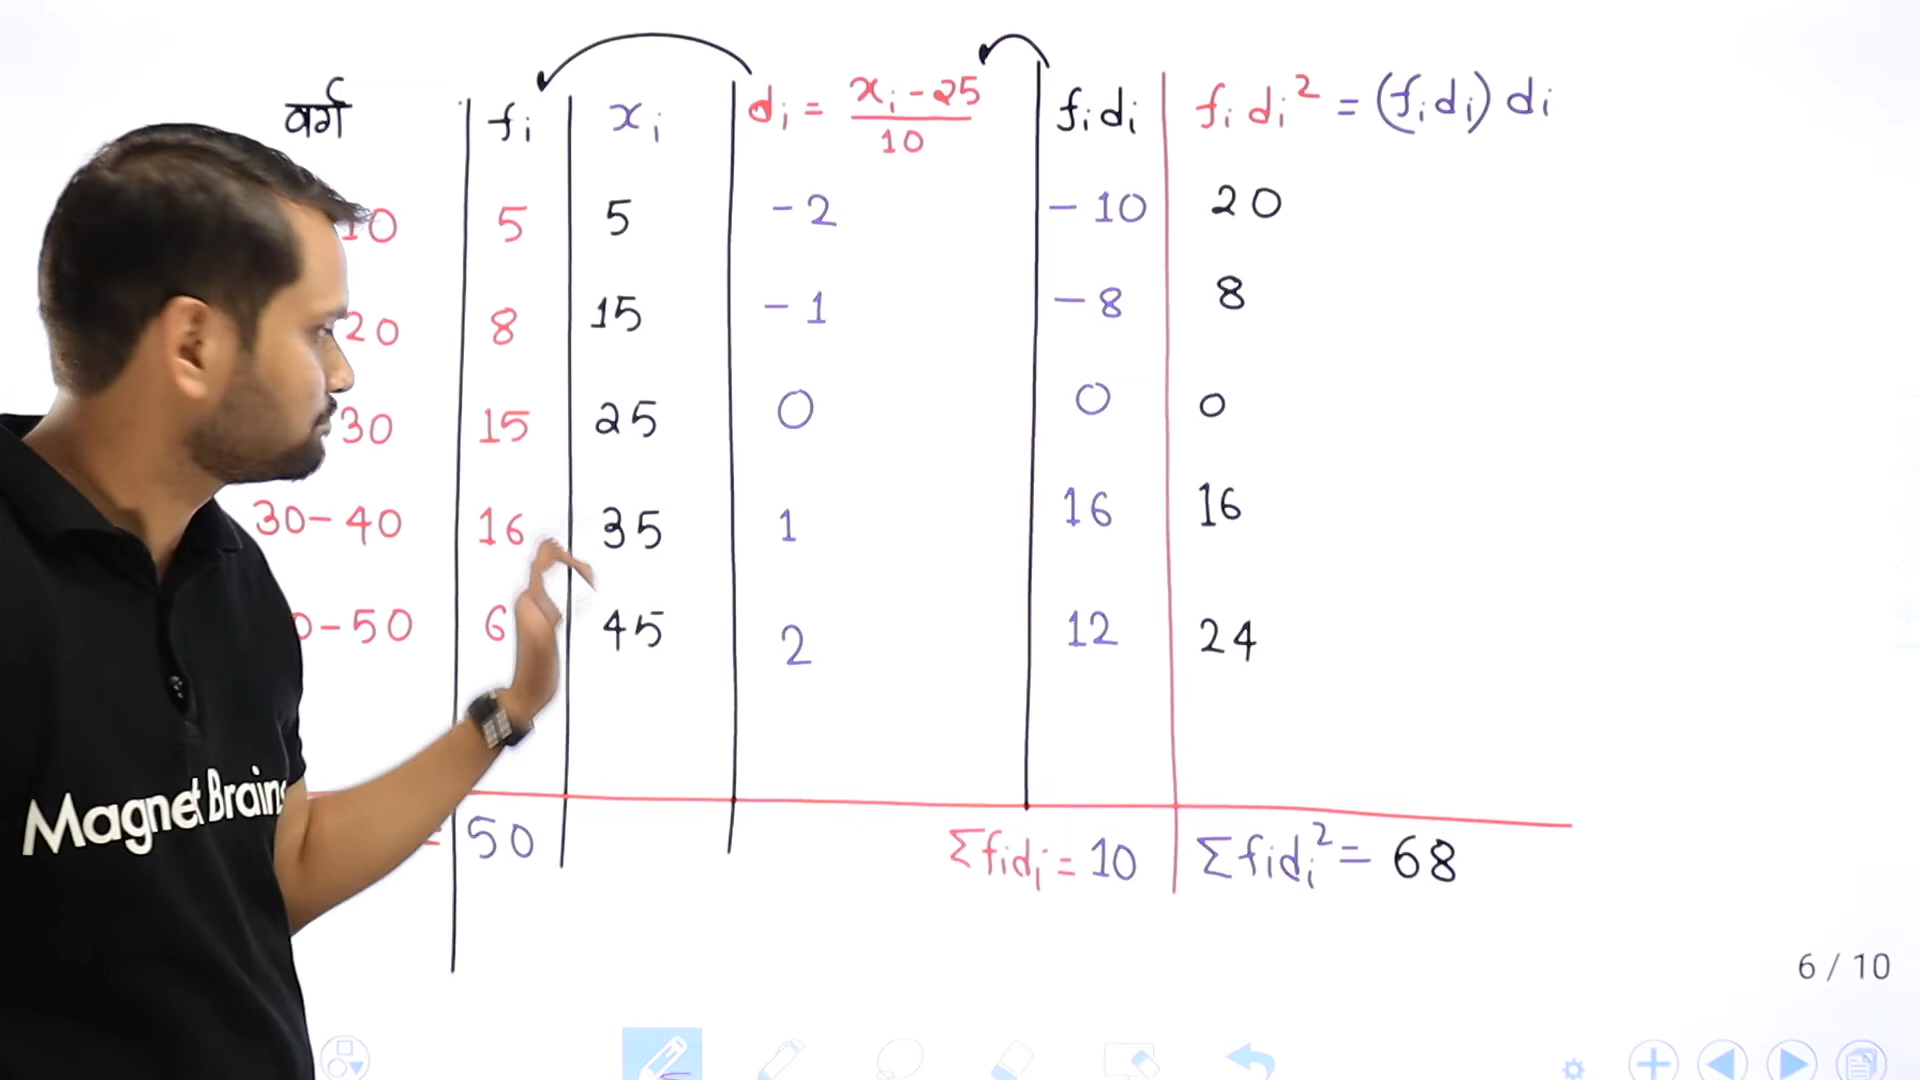 वर्ग fᵢ xᵢ dᵢ = xᵢ - 25 / 10 fᵢdᵢ fᵢdᵢ² = (fᵢdᵢ) dᵢ
10 5 5 -2 -10 20
20 8 15 -1 -8 8
30 15 25 0 0 0
30-40 16 35 1 16 16
0-50 6 45 2 12 24
= 50 Σfᵢdᵢ = 10 Σfᵢdᵢ² = 68
Magnet Brains
6 / 10